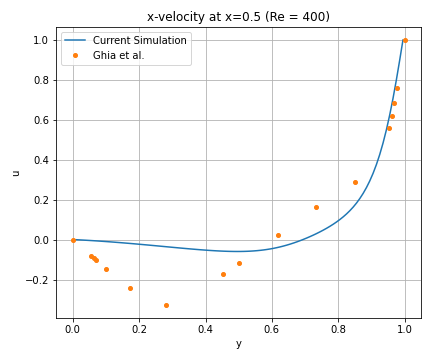 x-velocity at x=0.5 (Re = 400)
Current Simulation
Ghia et al.
1.0
0.8
0.6
0.4
0.2
0.0
−0.2
u
0.0 0.2 0.4 0.6 0.8 1.0
y